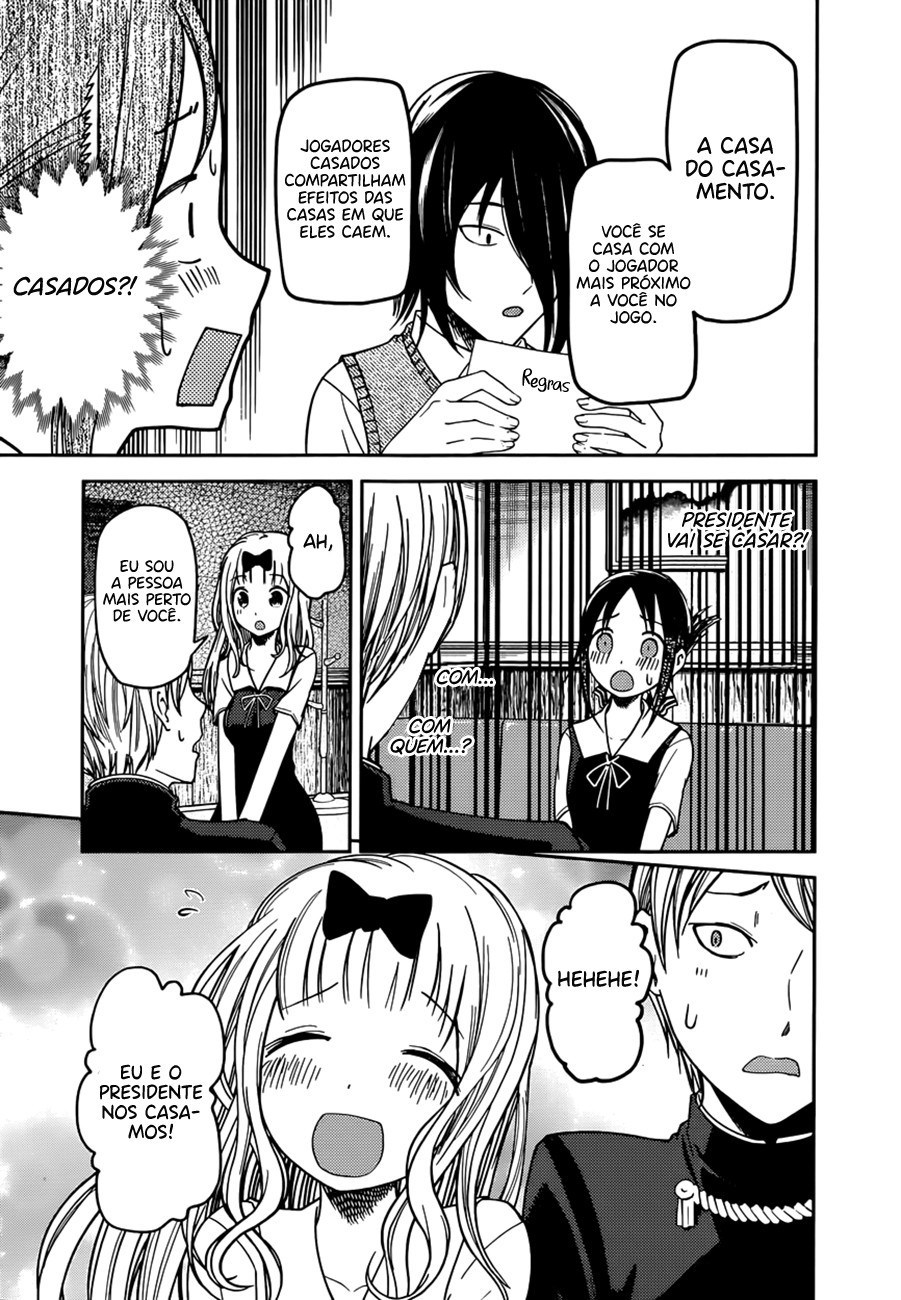 A CASA
DO CASA-
MENTO.
VOCÊ SE
CASA COM
O JOGADOR
MAIS PRÓXIMO
A VOCÊ NO
JOGO.
Regras
JOGADORES
CASADOS
COMPARTILHAM
EFEITOS DAS
CASAS EM QUE
ELES CAEM.
CASADOS?!
PRESIDENTE
VAI SE CASAR?!
COM...
COM
QUEM...?
AH,
EU SOU
A PESSOA
MAIS PERTO
DE VOCÊ.
HEHEHE!
EU E O
PRESIDENTE
NOS CASA-
MOS!